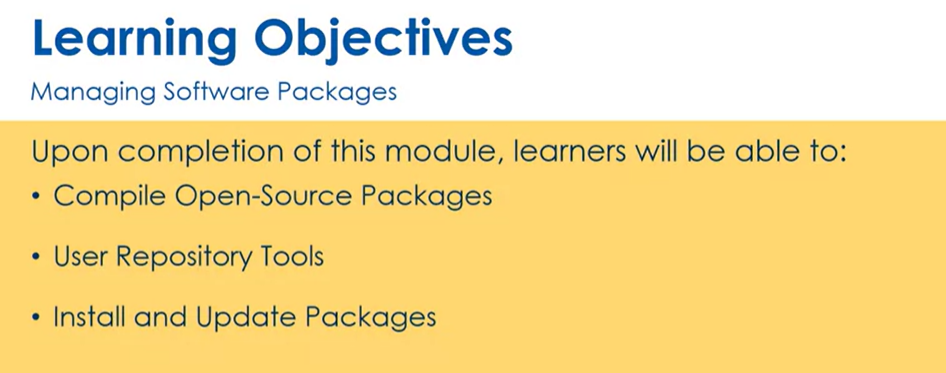 Learning Objectives
Managing Software Packages
Upon completion of this module, learners will be able to:
• Compile Open-Source Packages
• User Repository Tools
• Install and Update Packages